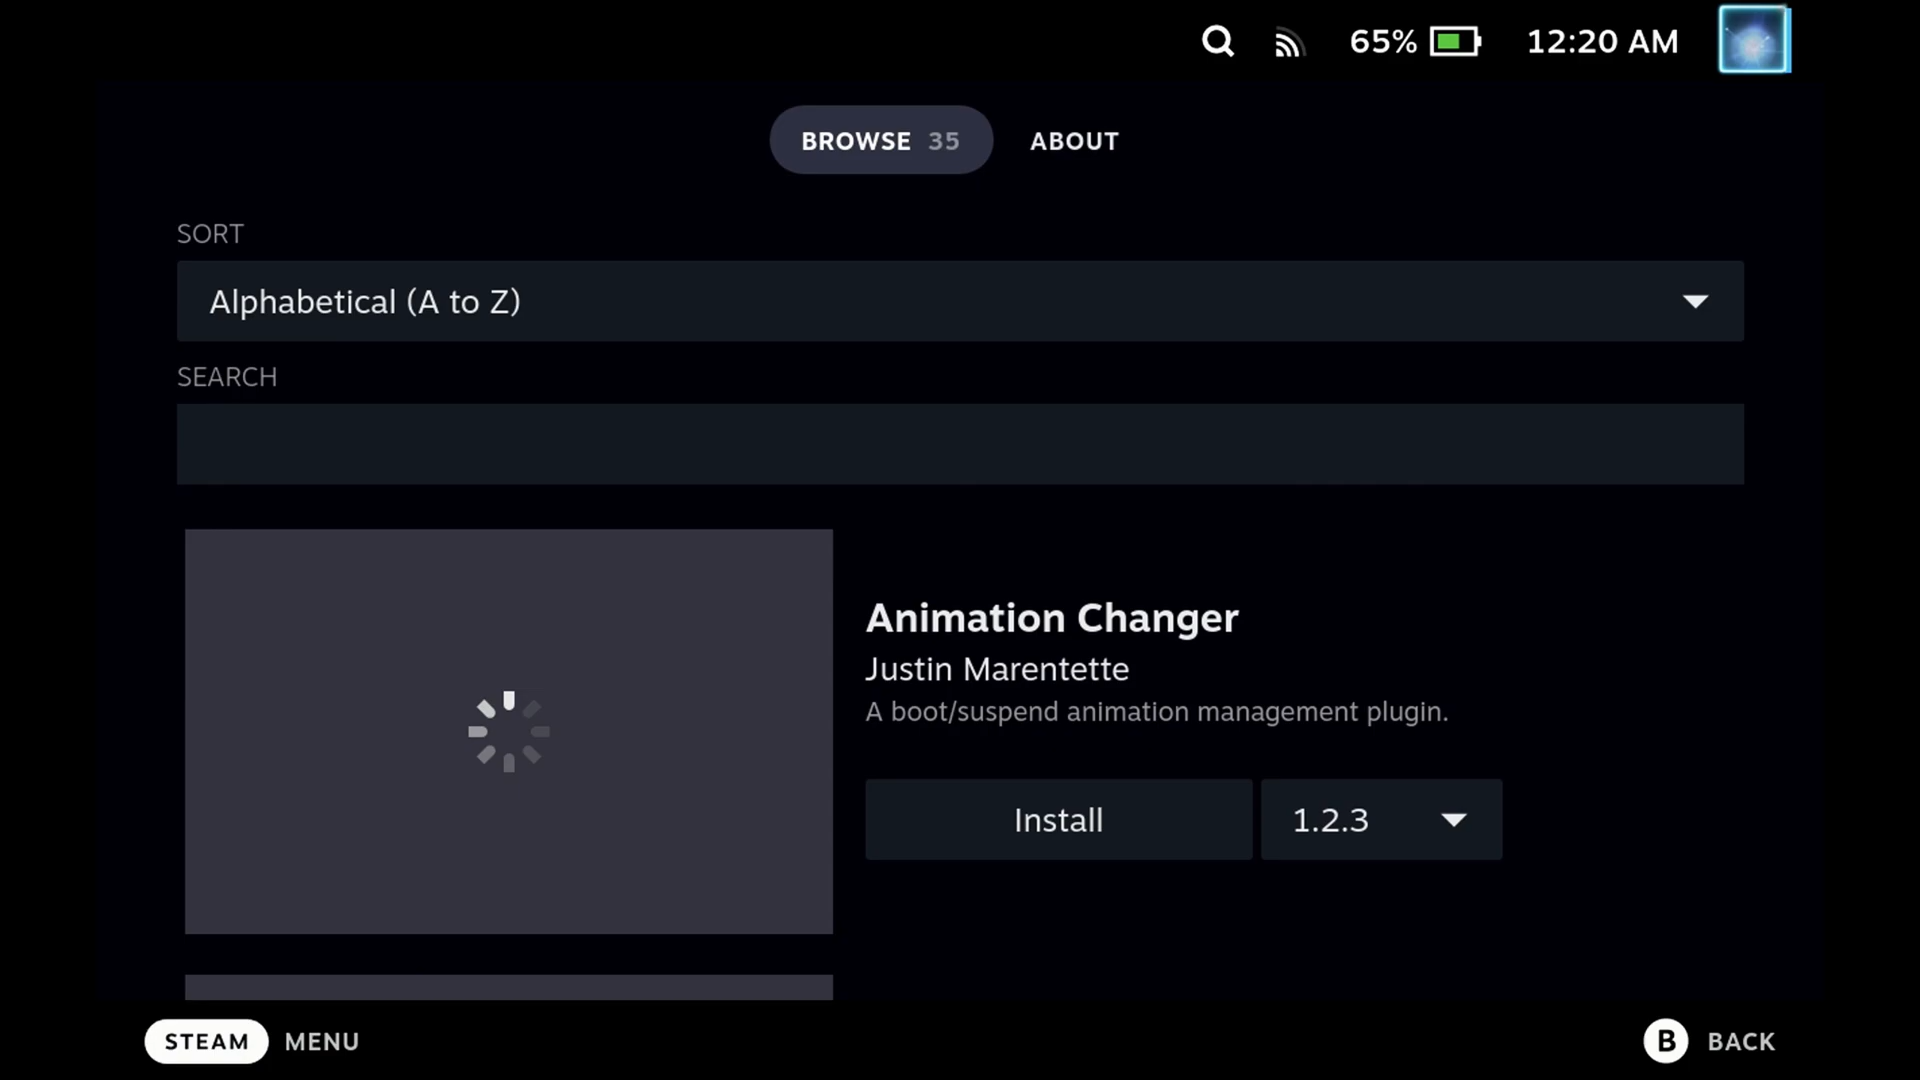 65%
12:20 AM
BROWSE 35
ABOUT
SORT
Alphabetical (A to Z)
SEARCH
Animation Changer
Justin Marentette
A boot/suspend animation management plugin.
Install
1.2.3
STEAM MENU
B BACK